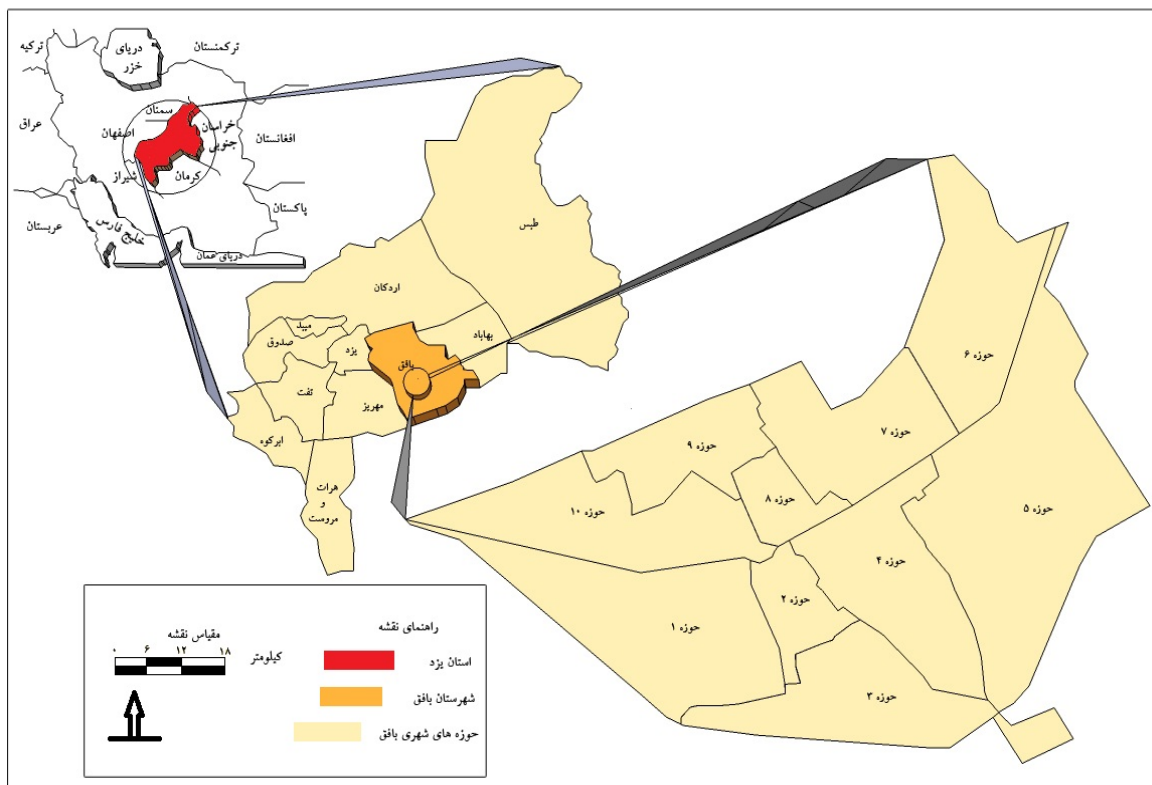 ترکیه
دریای
خزر
ترکمنستان
سمنان
عراق
اصفهان
خراسان
جنوبی
افغانستان
شیراز
کرمان
پاکستان
عربستان
خلیج فارس
دریای عمان
طبس
اردکان
میبد
صدوق
یزد
بهاباد
بافق
تفت
مهریز
ابرکوه
هرات
و
مروست
حوزه ۶
حوزه ۷
حوزه ۹
حوزه ۸
حوزه ۱۰
حوزه ۵
حوزه ۴
حوزه ۲
حوزه ۱
حوزه ۳
راهنمای نقشه
مقیاس نقشه
۰ ۶ ۱۲ ۱۸
کیلومتر
استان یزد
شهرستان بافق
حوزه های شهری بافق